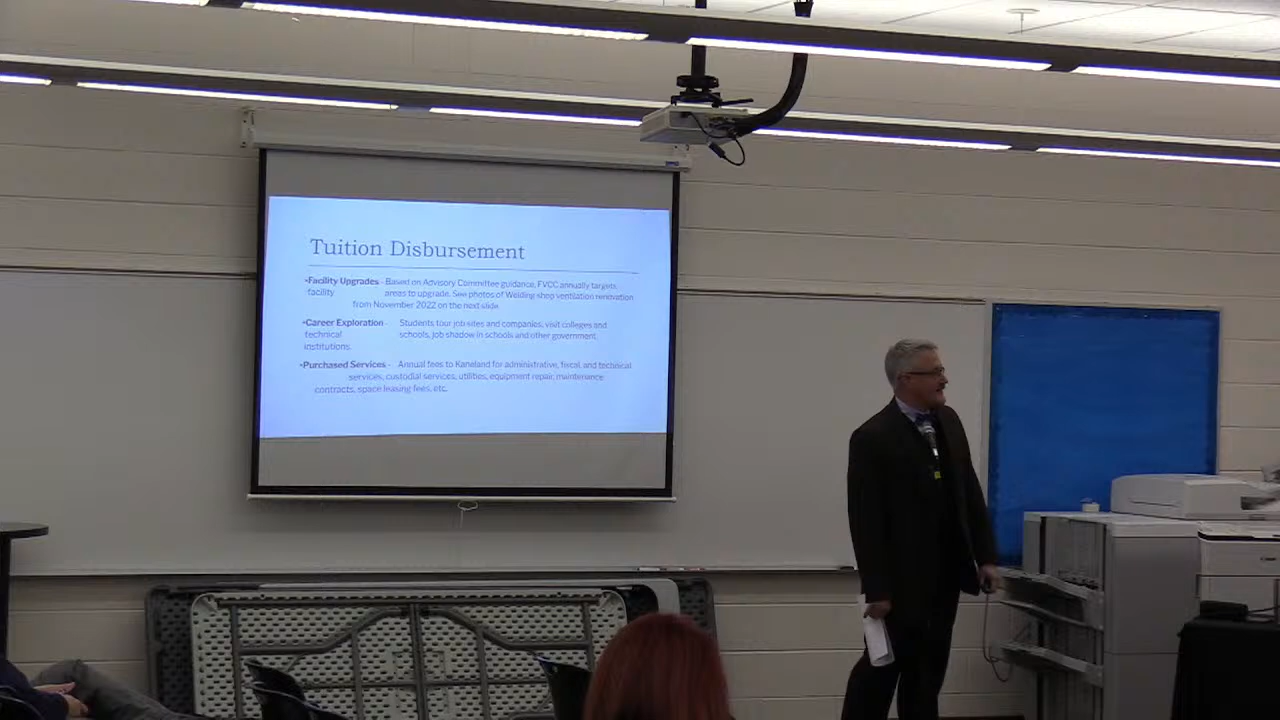 Tuition Disbursement
•Facility Upgrades - Based on Advisory Committee guidance, FVCC annually targets,
facility areas to upgrade. See photos of Welding shop ventilation renovation
from November 2022 on the next slide.
•Career Exploration - Students tour job sites and companies, visit colleges and
technical schools, job shadow in schools and other government
institutions.
•Purchased Services - Annual fees to Kaneland for administrative, fiscal, and technical
services, custodial services, utilities, equipment repair, maintenance
contracts, space leasing fees, etc.